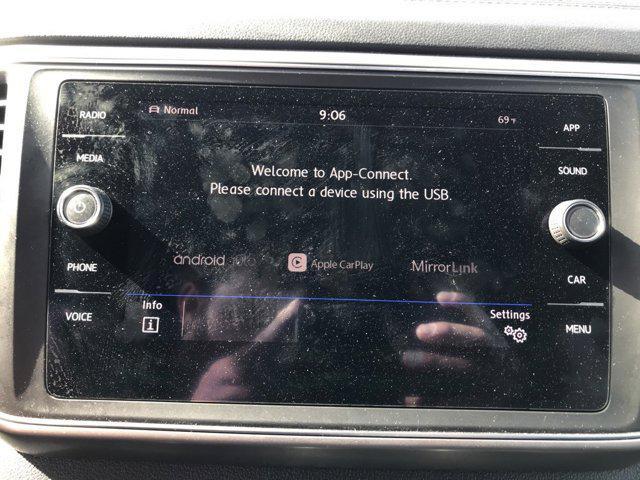 RADIO
Normal
9:06
69°F
APP
MEDIA
SOUND
Welcome to App-Connect.
Please connect a device using the USB.
android auto
Apple CarPlay
MirrorLink
PHONE
CAR
Info
VOICE
Settings
MENU